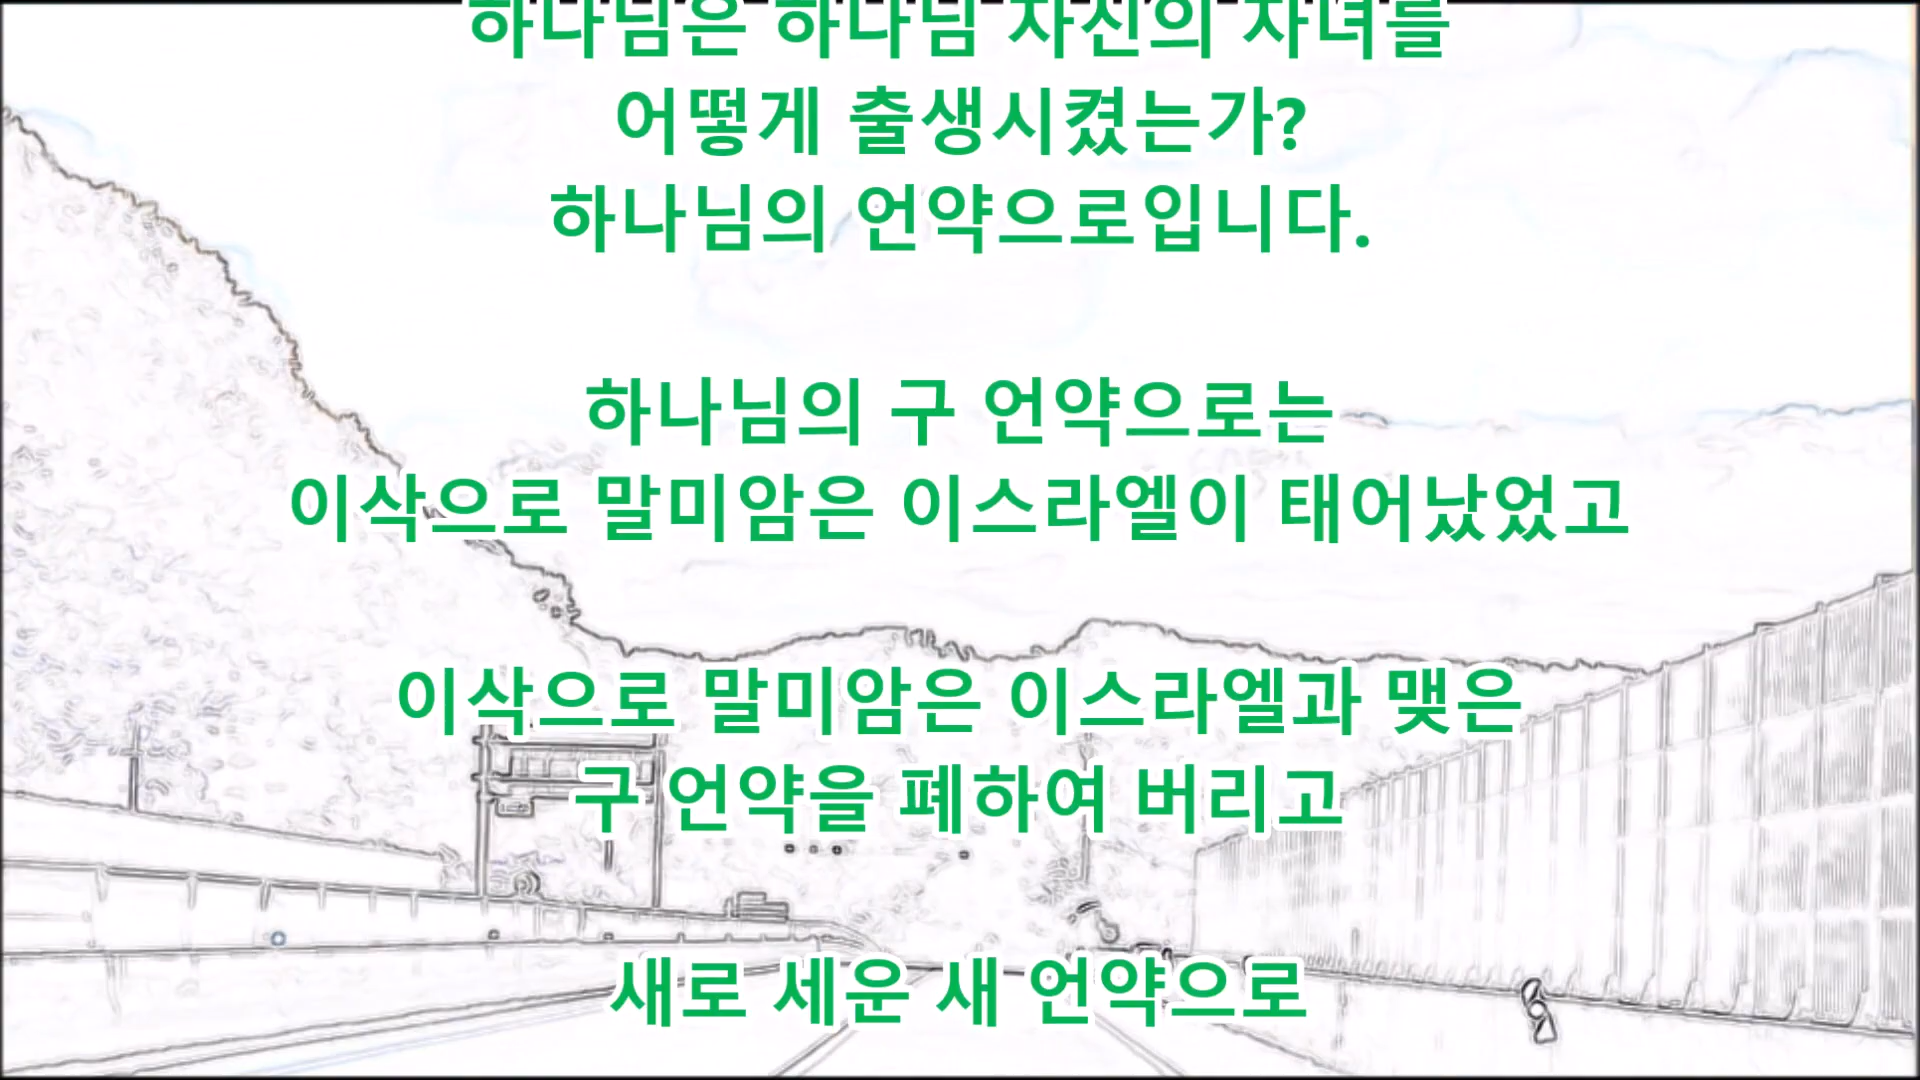 하나님은 하나님 자신의 자녀를
어떻게 출생시켰는가?
하나님의 언약으로입니다.
하나님의 구 언약으로는
이삭으로 말미암은 이스라엘이 태어났었고
이삭으로 말미암은 이스라엘과 맺은
구 언약을 폐하여 버리고
새로 세운 새 언약으로